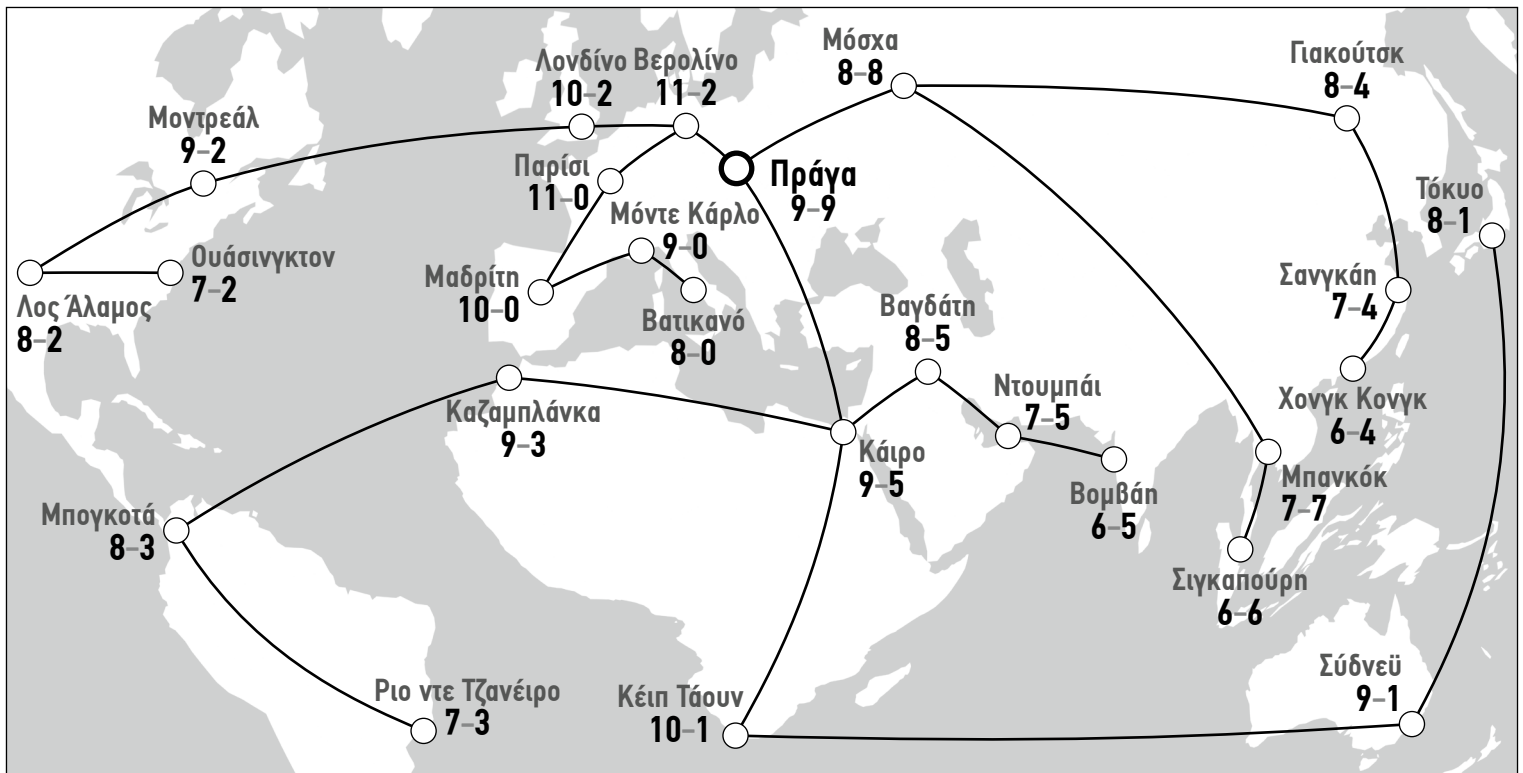 Μόσχα
8–8
Γιακούτσκ
8–4
Λονδίνο
10–2
Βερολίνο
11–2
Μοντρεάλ
9–2
Παρίσι
11–0
Πράγα
9–9
Τόκυο
8–1
Μόντε Κάρλο
9–0
Ουάσινγκτον
7–2
Μαδρίτη
10–0
Σανγκάη
7–4
Λος Άλαμος
8–2
Βατικανό
8–0
Βαγδάτη
8–5
Ντουμπάι
7–5
Χονγκ Κονγκ
6–4
Καζαμπλάνκα
9–3
Κάιρο
9–5
Βομβάη
6–5
Μπανκόκ
7–7
Μπογκοτά
8–3
Σιγκαπούρη
6–6
Ριο ντε Τζανέιρο
7–3
Κέιπ Τάουν
10–1
Σύδνεϋ
9–1